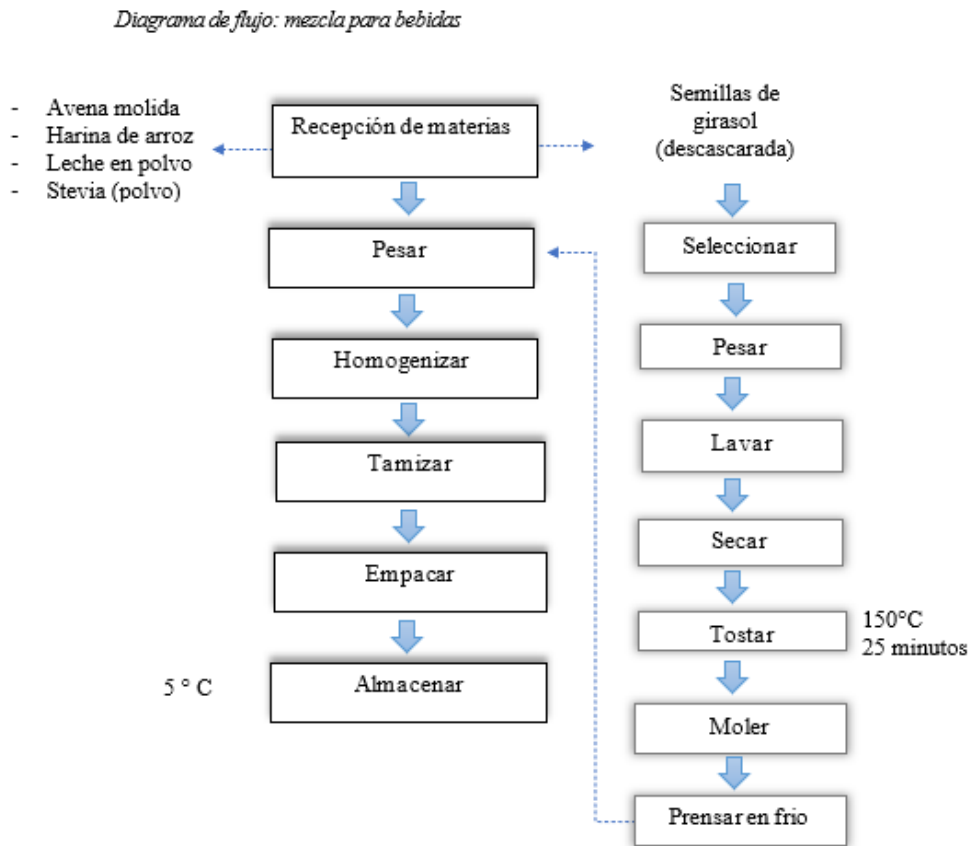 Diagrama de flujo: mezcla para bebidas
- Avena molida
- Harina de arroz
- Leche en polvo
- Stevia (polvo)
Recepción de materias
Semillas de
girasol
(descascarada)
Pesar
Homogenizar
Tamizar
Empacar
5 ° C
Almacenar
Seleccionar
Pesar
Lavar
Secar
Tostar
150°C
25 minutos
Moler
Prensar en frio